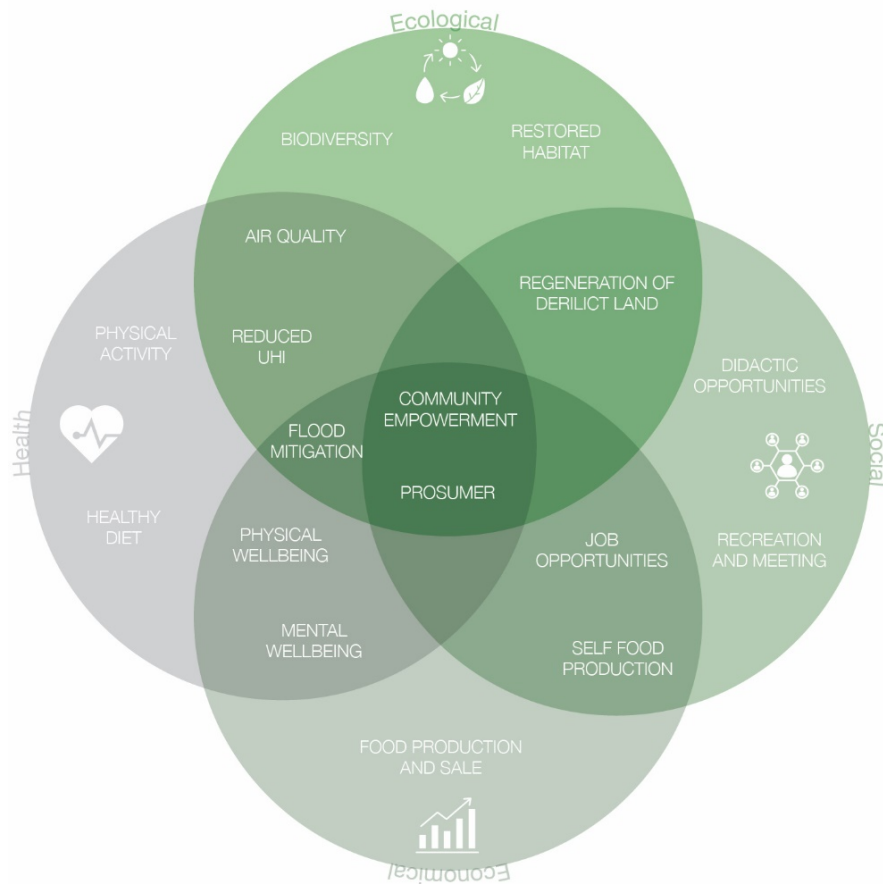 Ecological
BIODIVERSITY
RESTORED
HABITAT
AIR QUALITY
REGENERATION OF
DERILICT LAND
PHYSICAL
ACTIVITY
REDUCED
UHI
DIDACTIC
OPPORTUNITIES
COMMUNITY
EMPOWERMENT
FLOOD
MITIGATION
Health
Social
PROSUMER
HEALTHY
DIET
PHYSICAL
WELLBEING
JOB
OPPORTUNITIES
RECREATION
AND MEETING
MENTAL
WELLBEING
SELF FOOD
PRODUCTION
FOOD PRODUCTION
AND SALE
Economical